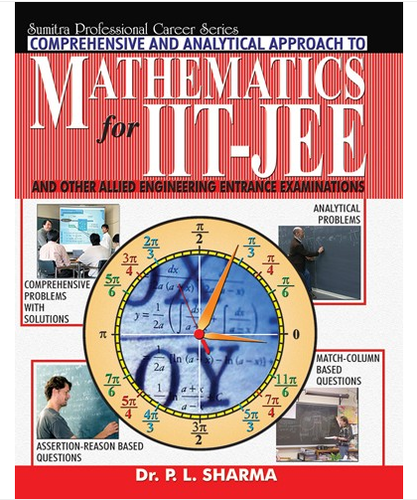 Sumitra Professional Career Series
COMPREHENSIVE AND ANALYTICAL APPROACH TO
MATHEMATICS
for IIT-JEE
AND OTHER ALLIED ENGINEERING ENTRANCE EXAMINATIONS
ANALYTICAL
PROBLEMS
COMPREHENSIVE
PROBLEMS
WITH
SOLUTIONS
π/2
2π/3
π/3
3π/4
π/4
5π/6
π/6
π
0
7π/6
11π/6
5π/4
7π/4
4π/3
5π/3
3π/2
MATCH-COLUMN
BASED
QUESTIONS
ASSERTION-REASON BASED
QUESTIONS
Dr. P. L. SHARMA